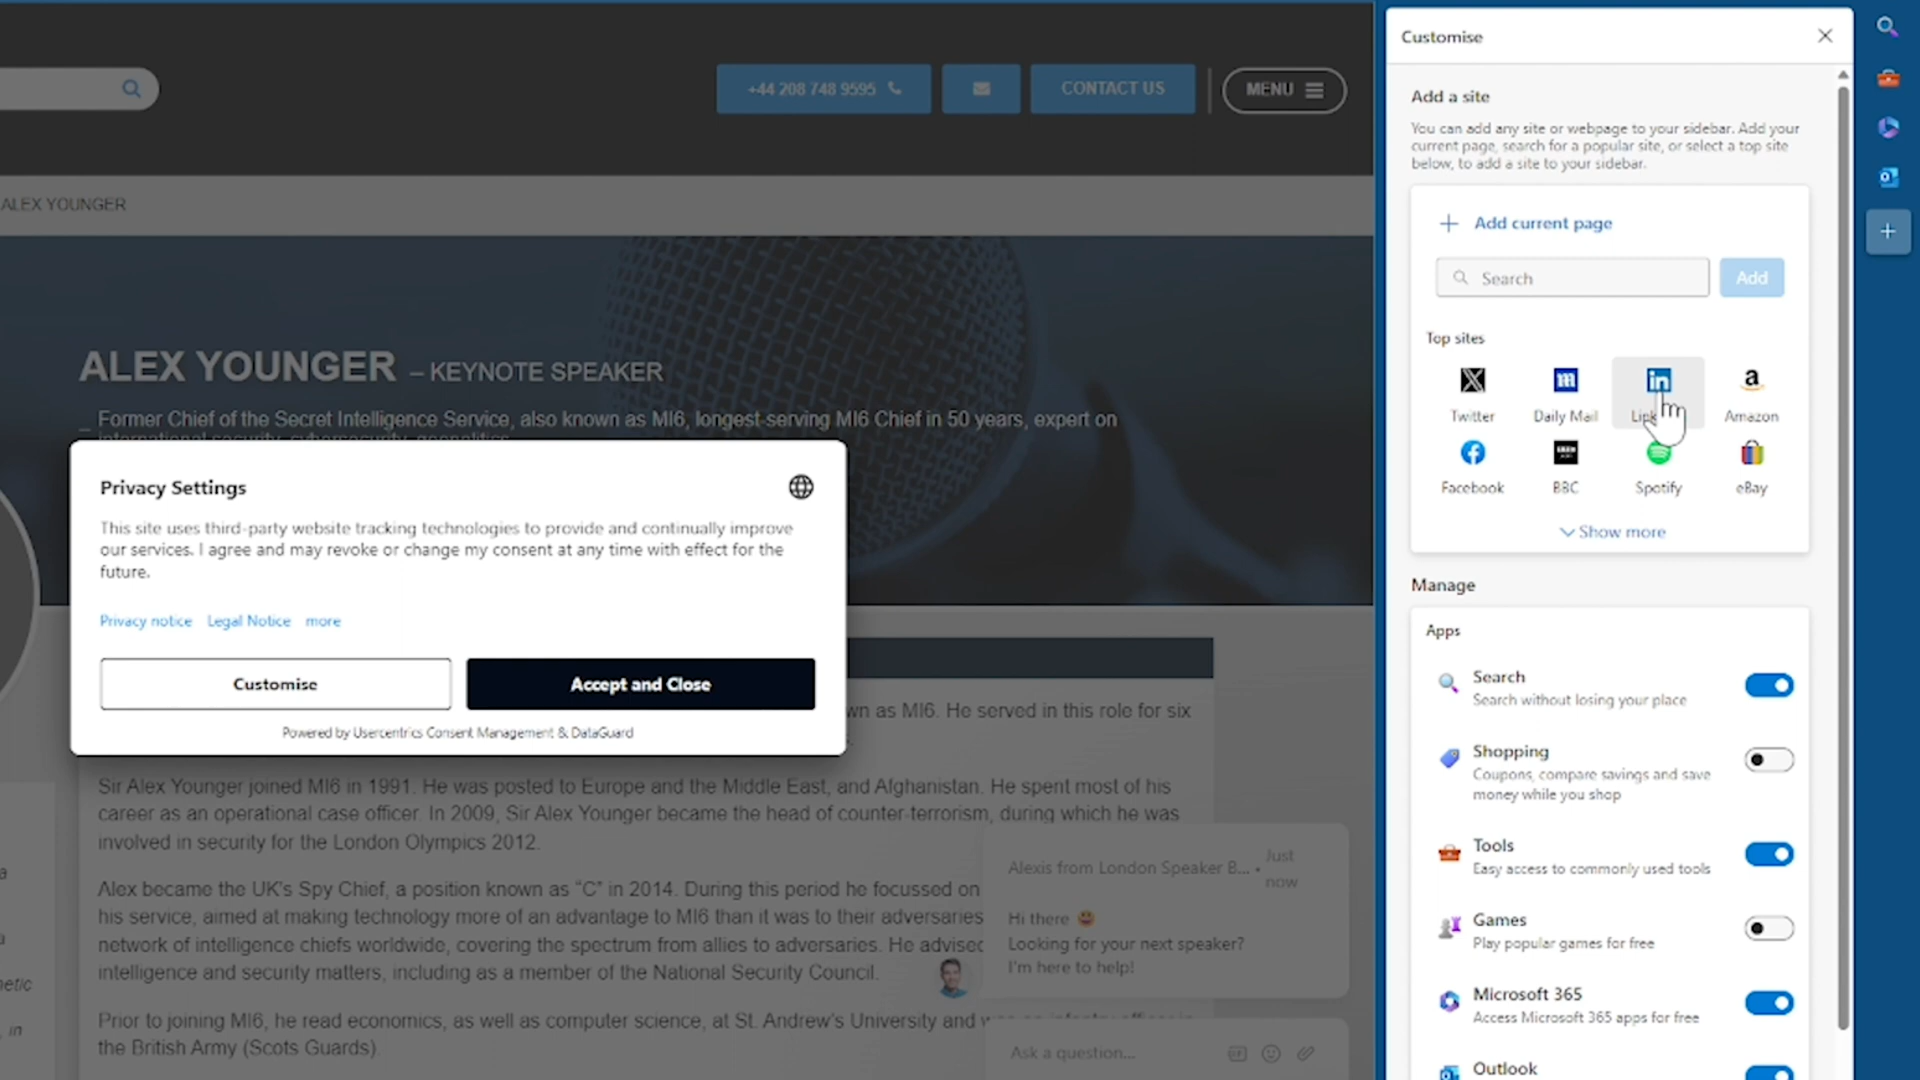 +44 208 748 9595
CONTACT US
MENU
ALEX YOUNGER
ALEX YOUNGER – KEYNOTE SPEAKER
Former Chief of the Secret Intelligence Service, also known as MI6, longest-serving MI6 Chief in 50 years, expert on
Privacy Settings
This site uses third-party website tracking technologies to provide and continually improve
our services. I agree and may revoke or change my consent at any time with effect for the
future.
Privacy notice Legal Notice more
Customise
Accept and Close
Powered by Usercentrics Consent Management & DataGuard
wn as MI6. He served in this role for six
Sir Alex Younger joined MI6 in 1991. He was posted to Europe and the Middle East, and Afghanistan. He spent most of his
career as an operational case officer. In 2009, Sir Alex Younger became the head of counter-terrorism, during which he was
involved in security for the London Olympics 2012.
Alex became the UK's Spy Chief, a position known as “C” in 2014. During this period he focussed on
his service, aimed at making technology more of an advantage to MI6 than it was to their adversaries
network of intelligence chiefs worldwide, covering the spectrum from allies to adversaries. He advised
intelligence and security matters, including as a member of the National Security Council.
Prior to joining MI6, he read economics, as well as computer science, at St. Andrew's University and
the British Army (Scots Guards).
etic
, in
Alexis from London Speaker B... • Just now
Hi there
Looking for your next speaker?
I'm here to help!
Ask a question...
Customise
Add a site
You can add any site or webpage to your sidebar. Add your
current page, search for a popular site, or select a top site
below, to add a site to your sidebar.
Add current page
Search
Add
Top sites
Twitter
Daily Mail
Link
Amazon
Facebook
BBC
Spotify
eBay
Show more
Manage
Apps
Search
Search without losing your place
Shopping
Coupons, compare savings and save
money while you shop
Tools
Easy access to commonly used tools
Games
Play popular games for free
Microsoft 365
Access Microsoft 365 apps for free
Outlook